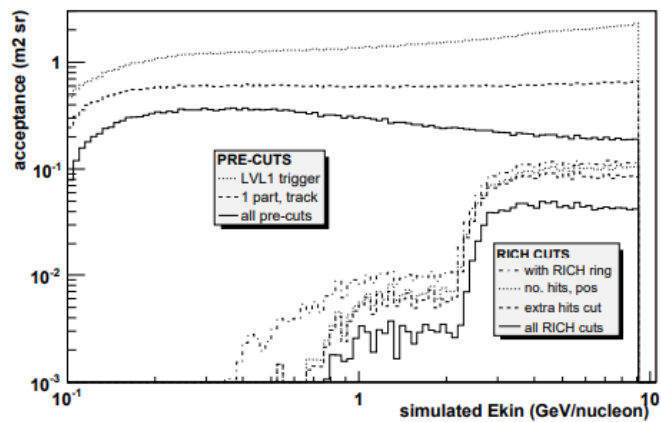 acceptance (m2 sr)
1
10-1
10-2
10-3
PRE-CUTS
LVL1 trigger
1 part, track
all pre-cuts
RICH CUTS
with RICH ring
no. hits, pos
extra hits cut
all RICH cuts
10-1
1
10
simulated Ekin (GeV/nucleon)